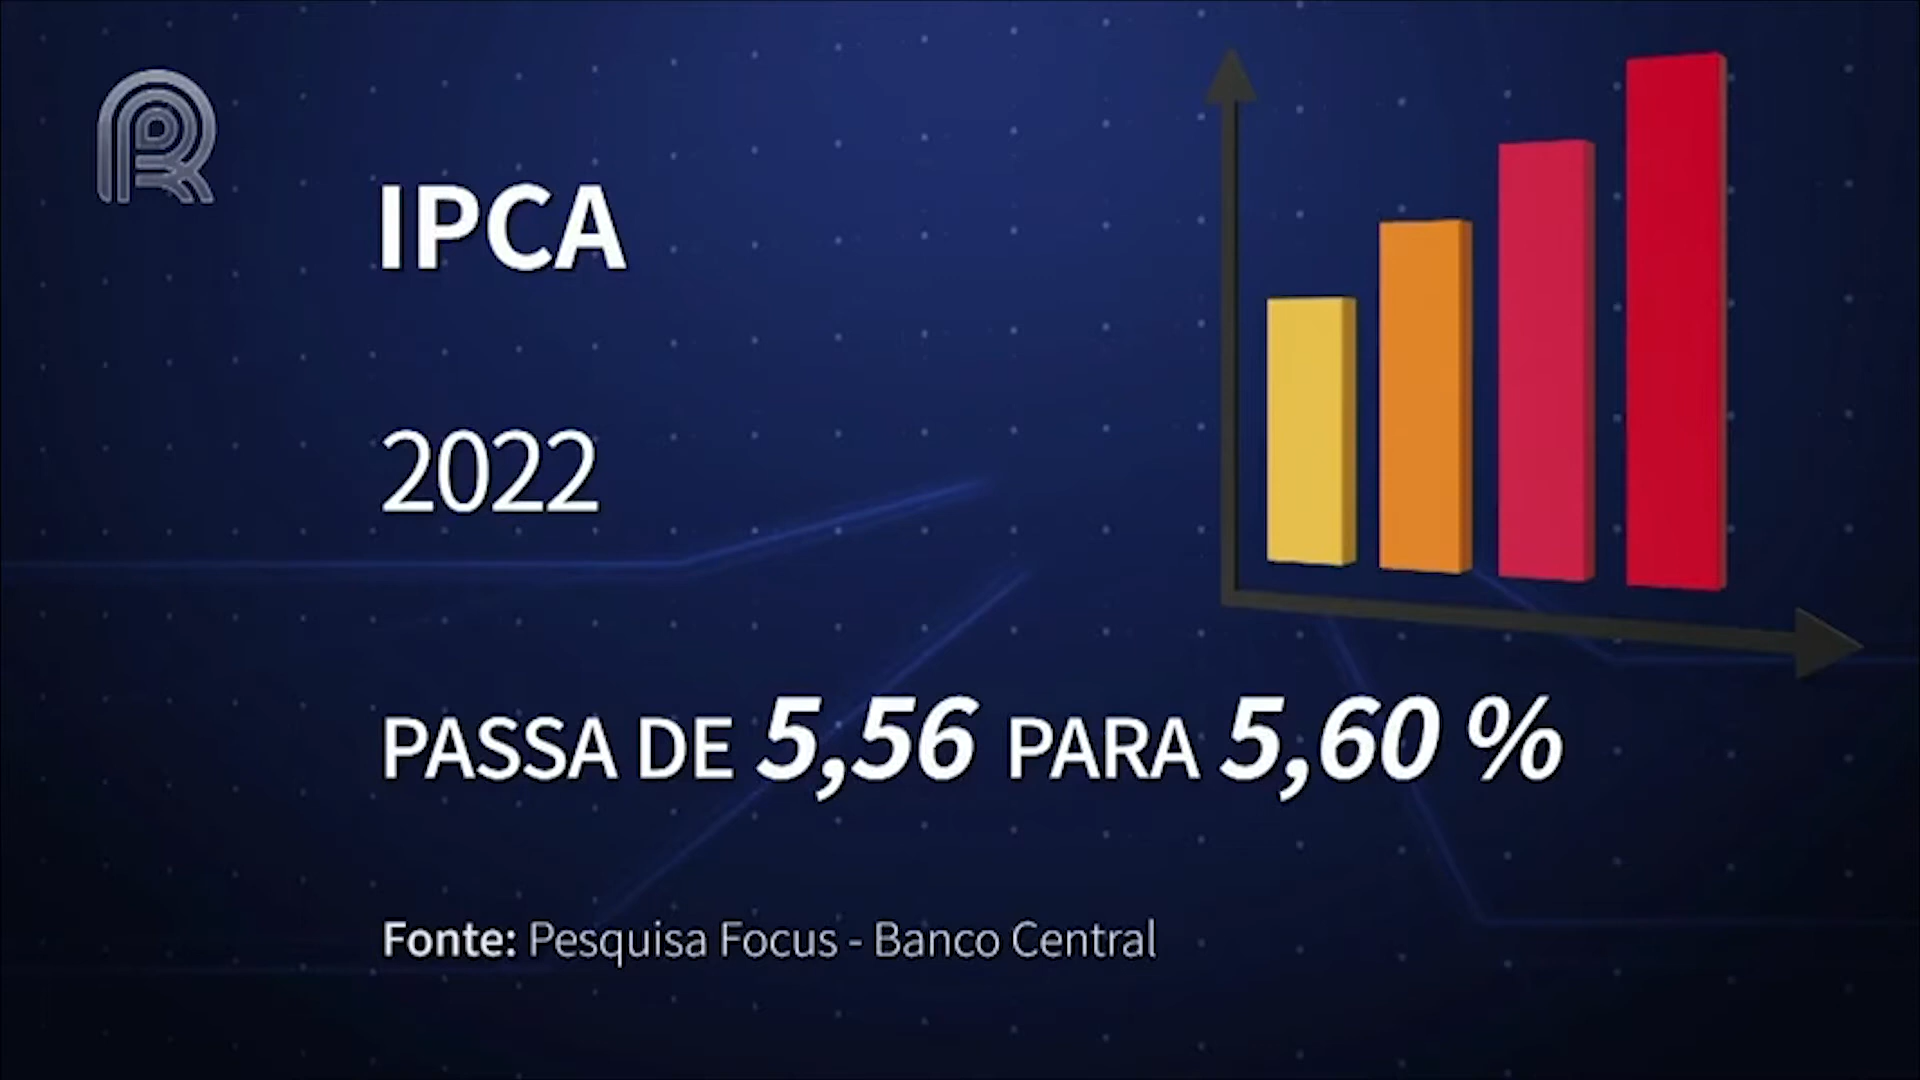 IPCA
2022
PASSA DE 5,56 PARA 5,60 %
Fonte: Pesquisa Focus - Banco Central